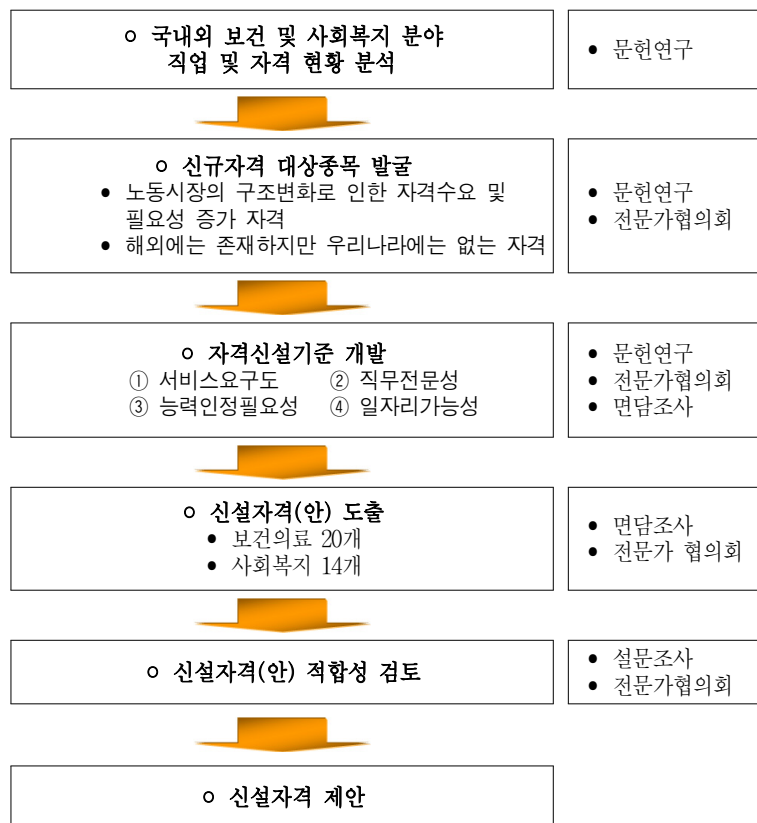 ㅇ 국내외 보건 및 사회복지 분야
직업 및 자격 현황 분석
• 문헌연구
ㅇ 신규자격 대상종목 발굴
• 노동시장의 구조변화로 인한 자격수요 및
필요성 증가 자격
• 해외에는 존재하지만 우리나라에는 없는 자격
• 문헌연구
• 전문가협의회
ㅇ 자격신설기준 개발
① 서비스요구도 ② 직무전문성
③ 능력인정필요성 ④ 일자리가능성
• 문헌연구
• 전문가협의회
• 면담조사
ㅇ 신설자격(안) 도출
• 보건의료 20개
• 사회복지 14개
• 면담조사
• 전문가 협의회
ㅇ 신설자격(안) 적합성 검토
• 설문조사
• 전문가협의회
ㅇ 신설자격 제안